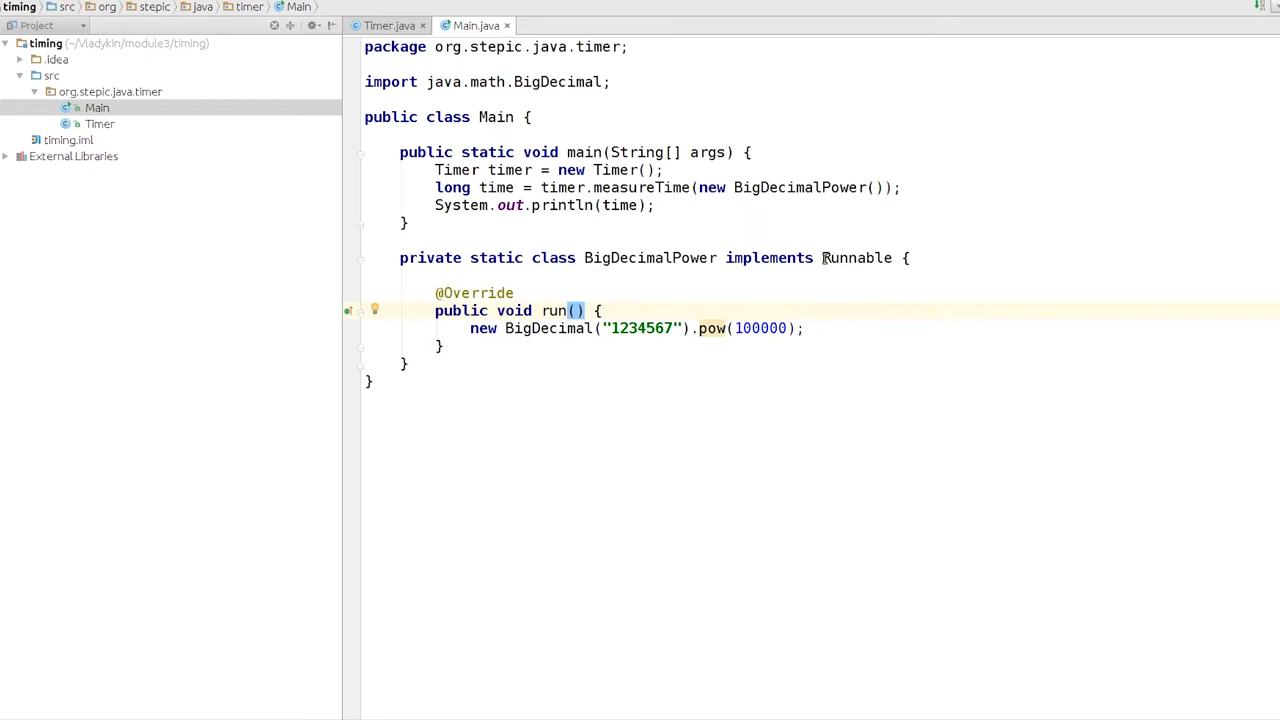 timing src org stepic java timer Main
Project
Timer.java Main.java
timing (~/Vladykin/module3/timing)
.idea
src
org.stepic.java.timer
Main
Timer
timing.iml
External Libraries
package org.stepic.java.timer;
import java.math.BigDecimal;
public class Main {
public static void main(String[] args) {
Timer timer = new Timer();
long time = timer.measureTime(new BigDecimalPower());
System.out.println(time);
}
private static class BigDecimalPower implements Runnable {
@Override
public void run() {
new BigDecimal("1234567").pow(100000);
}
}
}